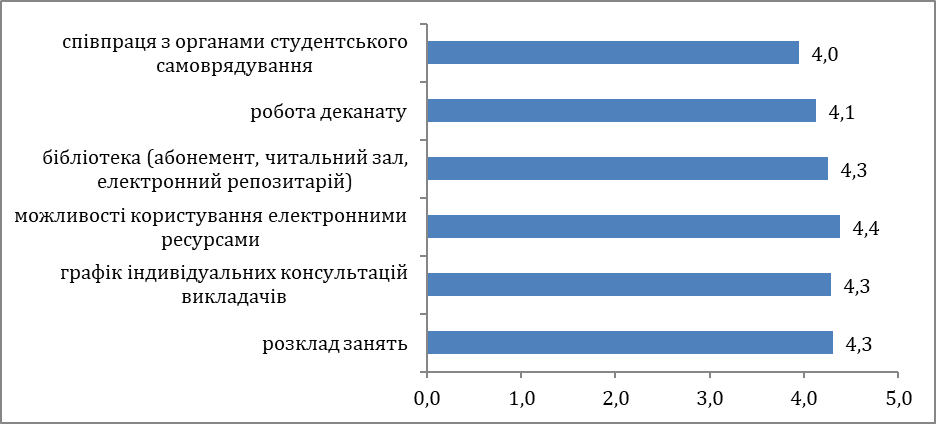 співпраця з органами студентського
самоврядування
4,0
робота деканату
4,1
бібліотека (абонемент, читальний зал,
електронний репозитарій)
4,3
можливості користування електронними
ресурсами
4,4
графік індивідуальних консультацій
викладачів
4,3
розклад занять
4,3
0,0 1,0 2,0 3,0 4,0 5,0